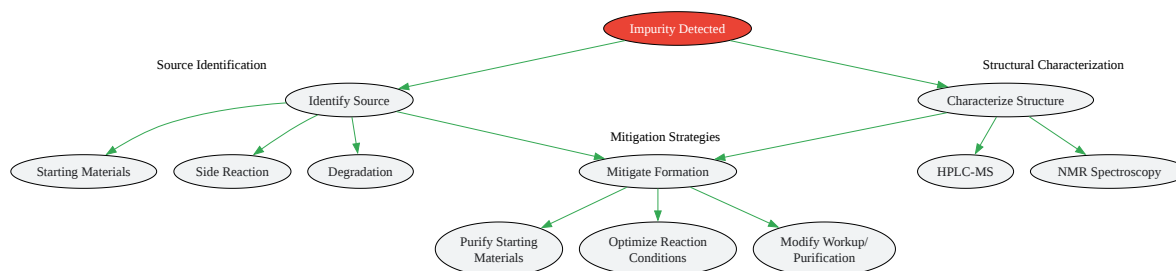 Impurity Detected
Source Identification
Structural Characterization
Identify Source
Characterize Structure
Mitigation Strategies
Starting Materials
Side Reaction
Degradation
Mitigate Formation
HPLC-MS
NMR Spectroscopy
Purify Starting
Materials
Optimize Reaction
Conditions
Modify Workup/
Purification